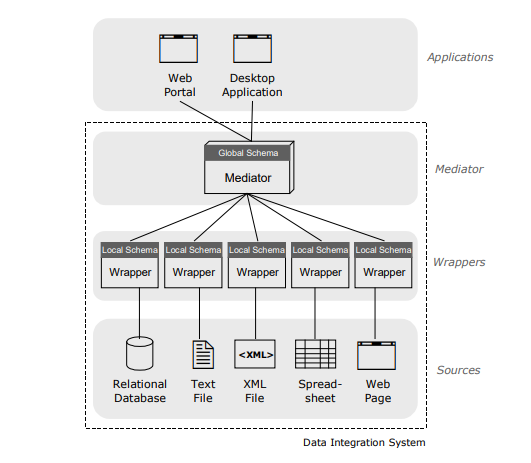 Applications
Web
Portal
Desktop
Application
Global Schema
Mediator
Mediator
Local Schema
Wrapper
Local Schema
Wrapper
Local Schema
Wrapper
Local Schema
Wrapper
Local Schema
Wrapper
Wrappers
<XML>
Relational
Database
Text
File
XML
File
Spread-
sheet
Web
Page
Sources
Data Integration System